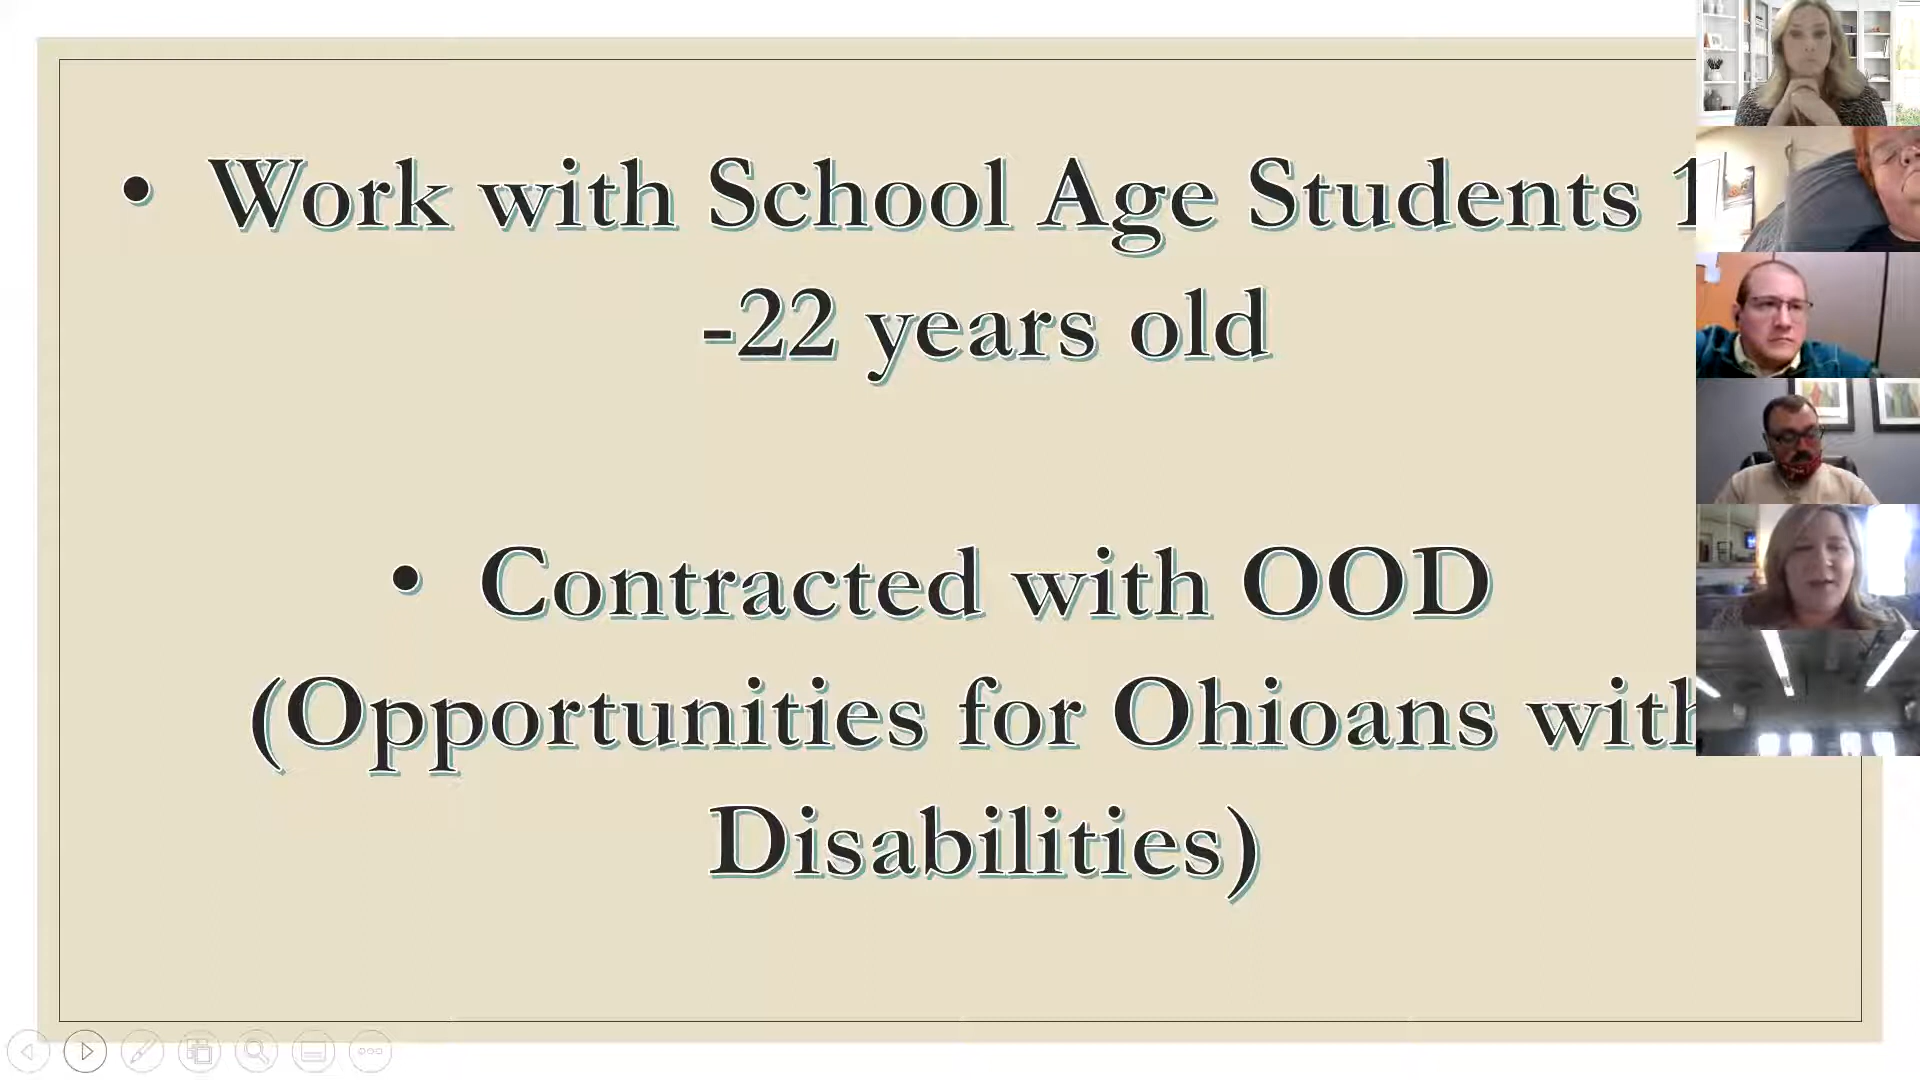 • Work with School Age Students 1
-22 years old
• Contracted with OOD
(Opportunities for Ohioans with
Disabilities)